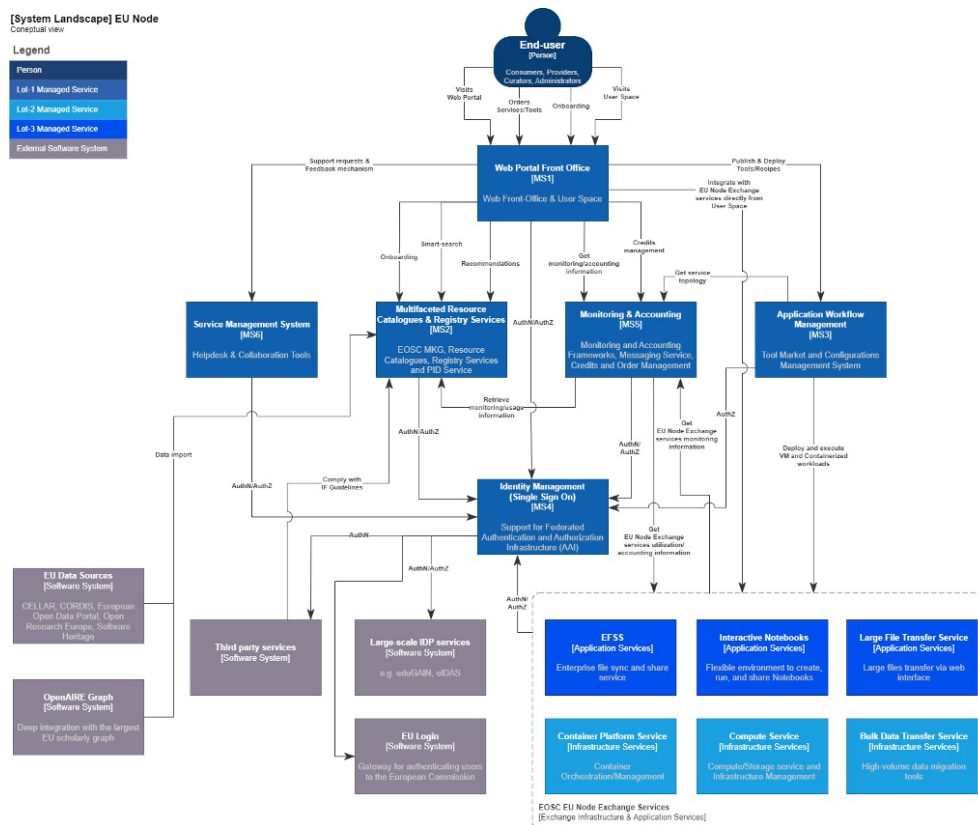 [System Landscape] EU Node
Conceptual view
Legend
Person
Lot-1 Managed Service
Lot-2 Managed Service
Lot-3 Managed Service
External Software System
End-user
[Person]
Consumers, Providers,
Curators, Administrators
Visits
Web Portal
Orders
Services/Tools
Onboarding
Visits
User Space
Web Portal Front Office
[MS1]
Web Front-Office & User Space
Support requests &
Feedback mechanism
Publish & Deploy
Tools/Recipes
Integrate with
EU Node Exchange
services directly from
User Space
Onboarding
Smart-search
Recommendations
Get
monitoring/accounting
information
Credits
management
Get service
topology
AuthN/AuthZ
Service Management System
[MS6]
Helpdesk & Collaboration Tools
Multifaceted Resource
Catalogues & Registry Services
[MS2]
EOSC MKG, Resource
Catalogues, Registry Services
and PID Service
Monitoring & Accounting
[MS5]
Monitoring and Accounting
Frameworks, Messaging Service,
Credits and Order Management
Application Workflow
Management
[MS3]
Tool Market and Configurations
Management System
Retrieve
monitoring/usage
information
AuthZ
Get
EU Node Exchange
services monitoring
information
AuthN/AuthZ
AuthN/
AuthZ
Data import
Deploy and execute
VM and Containerized
workloads
AuthN/AuthZ
Comply with
IF Guidelines
Identity Management
(Single Sign On)
[MS4]
Support for Federated
Authentication and Authorization
Infrastructure (AAI)
AuthN
AuthN/AuthZ
Get
EU Node Exchange
services utilization/
accounting information
EU Data Sources
[Software System]
CELLAR, CORDIS, European
Open Data Portal, Open
Research Europe, Software
Heritage
AuthN/
AuthZ
Third party services
[Software System]
Large-scale IDP services
[Software System]
e.g. eduGAIN, eIDAS
EFSS
[Application Services]
Enterprise file sync and share
service
Interactive Notebooks
[Application Services]
Flexible environment to create,
run, and share Notebooks
Large File Transfer Service
[Application Services]
Large files transfer via web
interface
OpenAIRE Graph
[Software System]
Deep integration with the largest
EU scholarly graph
EU Login
[Software System]
Gateway for authenticating users
to the European Commission
Container Platform Service
[Infrastructure Services]
Container
Orchestration/Management
Compute Service
[Infrastructure Services]
Compute/Storage service and
Infrastructure Management
Bulk Data Transfer Service
[Infrastructure Services]
High-volume data migration
tools
EOSC EU Node Exchange Services
[Exchange Infrastructure & Application Services]